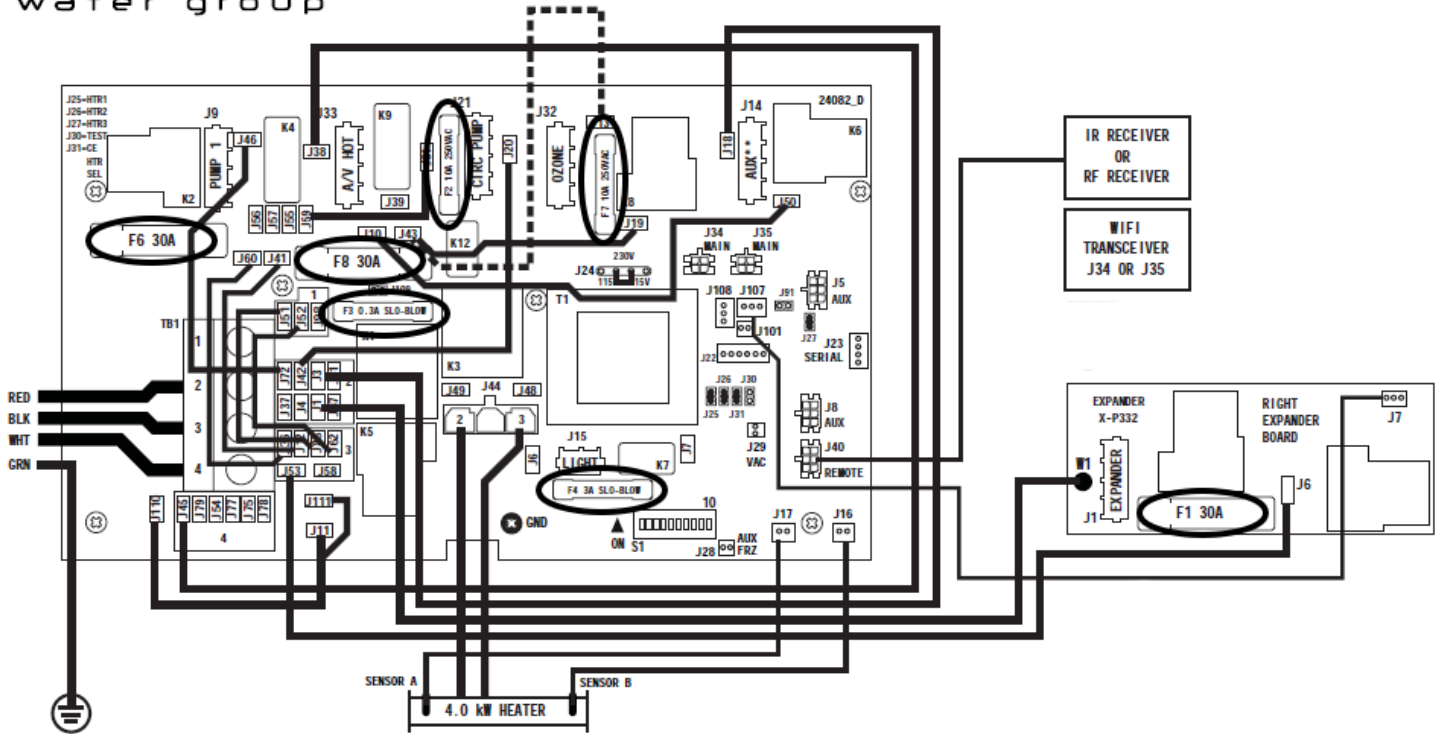 water group
J25=HTR1
J26=HTR2
J27=HTR3
J30=TEST
J31=CE
HTR
SEL
J9
PUMP 1
K2
J46
K4
J33
J38
A/V HOT
K9
J39
J21
F2 10A 250VAC
CIRC PUMP
J20
J32
OZONE
F7 10A 250VAC
J19
J18
J14
AUX**
24082_D
K6
J50
IR RECEIVER
OR
RF RECEIVER
WIFI
TRANSCEIVER
J34 OR J35
J56
J57
J55
J59
J10
J43
K12
F6 30A
F8 30A
J60
J41
J34
MAIN
J35
MAIN
230V
J24
115
15V
T1
J108
J107
J91
J5
AUX
J101
J27
J22
J23
SERIAL
F3 0.3A SLO-BLOW
TB1
1
J51
J52
1
2
3
4
RED
BLK
WHT
GRN
J72
J42
J3
2
J37
J4
K3
J49
J44
J48
2
3
J26
J30
J25
J31
J8
AUX
J29
VAC
J40
REMOTE
J62
3
J53
J58
K5
J6
J15
LIGHT
K7
J7
F4 3A SLO-BLOW
GND
10
ON
S1
J28
AUX
FRZ
J17
J16
J110
J45
J79
J54
J77
J75
J78
4
J111
J11
EXPANDER
X-P332
RIGHT
EXPANDER
BOARD
J7
W1
EXPANDER
J1
F1 30A
J6
SENSOR A
SENSOR B
4.0 kW HEATER